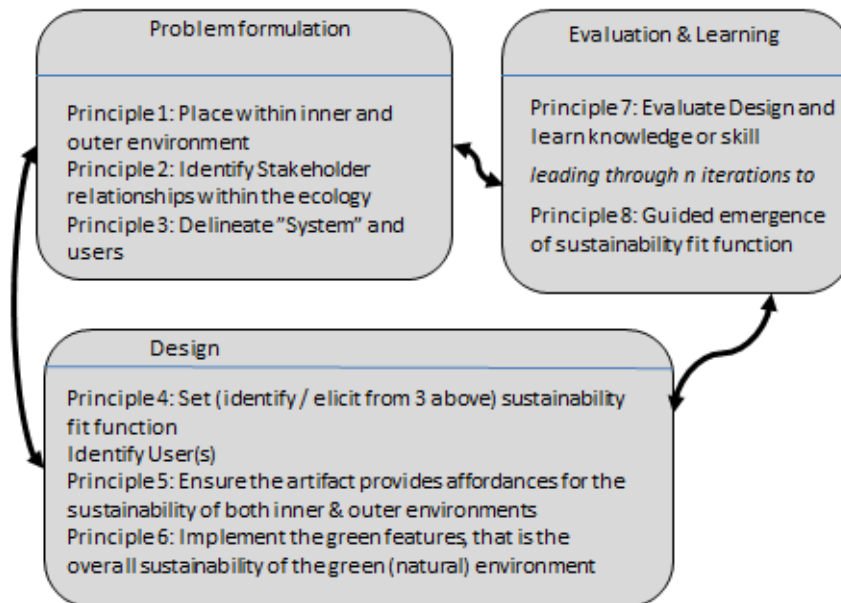 Problem formulation
Principle 1: Place within inner and
outer environment
Principle 2: Identify Stakeholder
relationships within the ecology
Principle 3: Delineate ”System” and
users
Evaluation & Learning
Principle 7: Evaluate Design and
learn knowledge or skill
leading through n iterations to
Principle 8: Guided emergence
of sustainability fit function
Design
Principle 4: Set (identify / elicit from 3 above) sustainability
fit function
Identify User(s)
Principle 5: Ensure the artifact provides affordances for the
sustainability of both inner & outer environments
Principle 6: Implement the green features, that is the
overall sustainability of the green (natural) environment